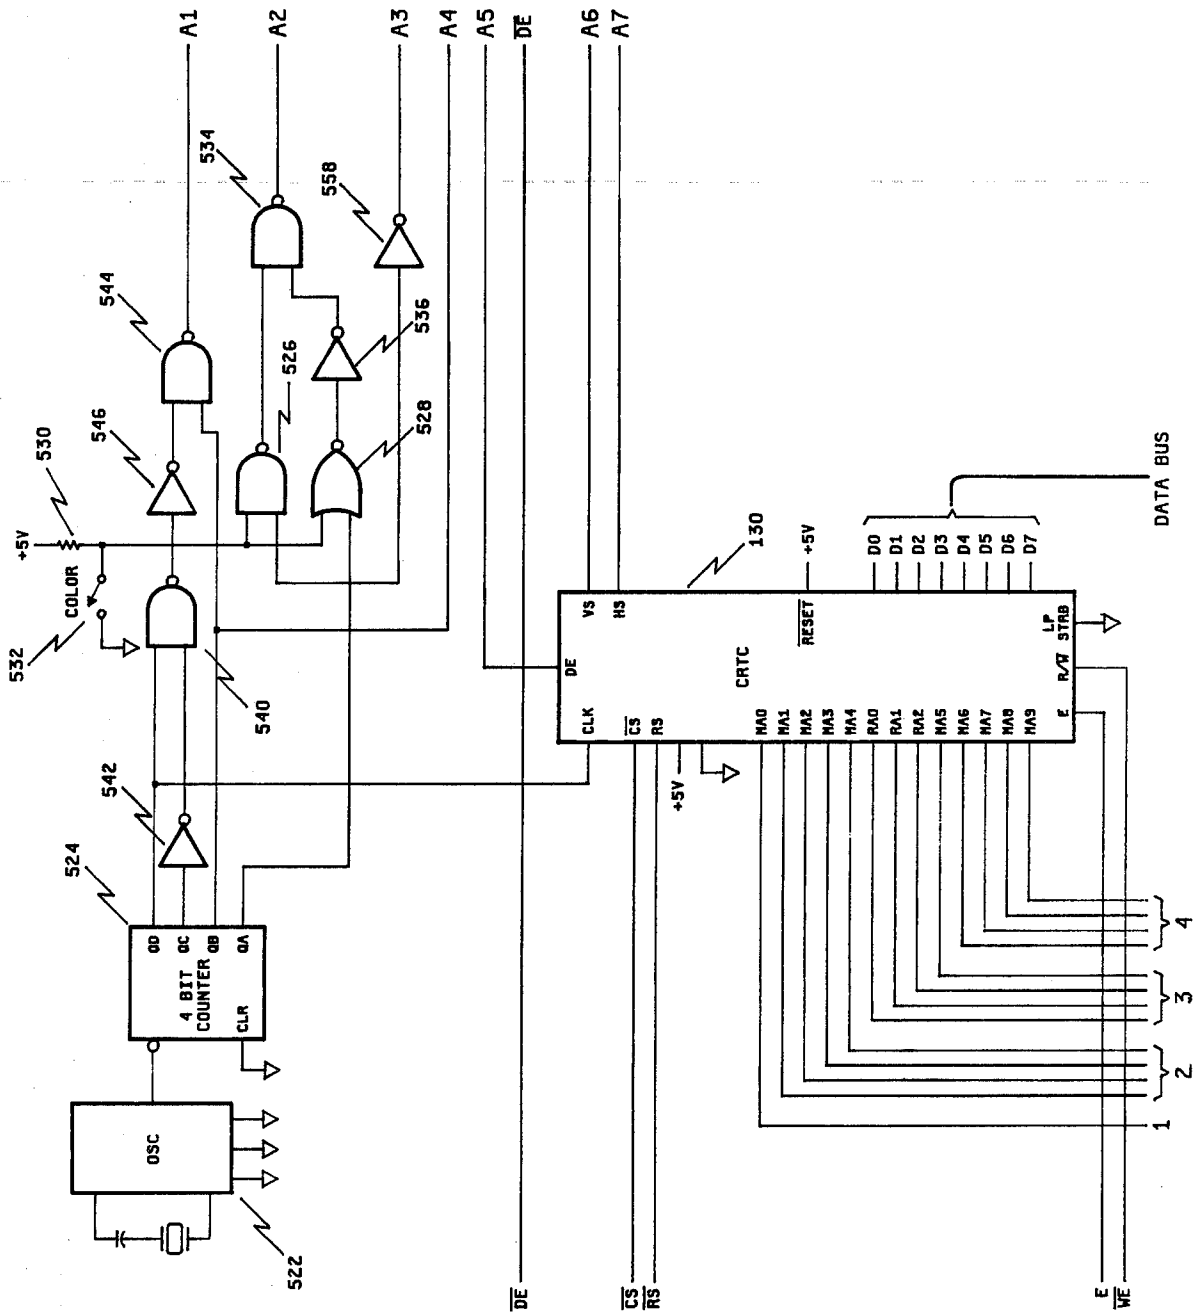 A1
A2
A3
A4
A5
DE
A6
A7
534
558
544
536
526
546
528
530
+5V
COLOR
532
540
542
524
QD
QC
QB
QA
4 BIT
COUNTER
CLR
OSC
522
130
DE
VS
HS
CLK
CS
RS
+5V
CRTC
RESET
+5V
D0
D1
D2
D3
D4
D5
D6
D7
DATA BUS
MA0
MA1
MA2
MA3
MA4
RA0
RA1
RA2
MA5
MA6
MA7
MA8
MA9
E
R/W
LP
STRB
DE
CS
RS
1
2
3
4
E
WE